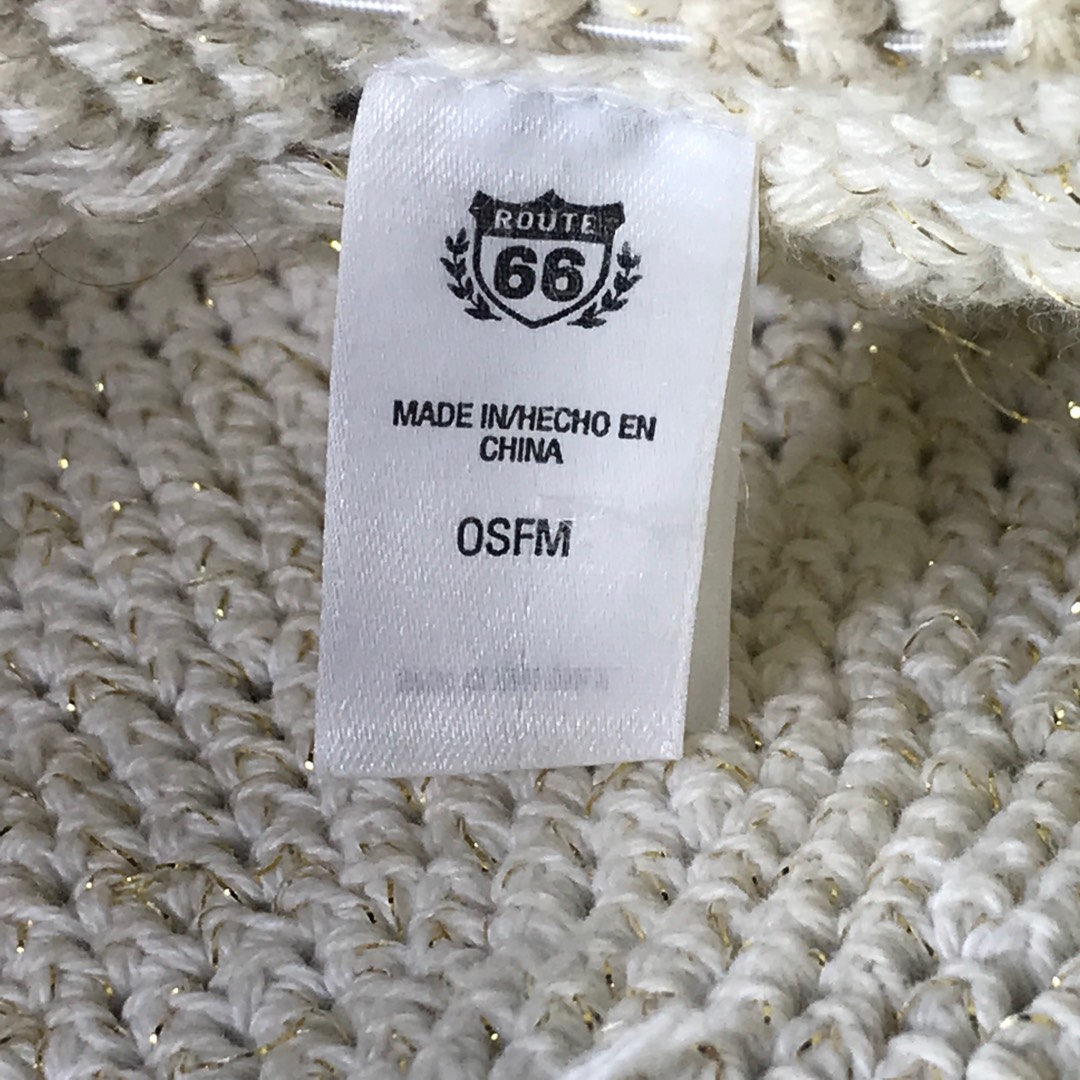 ROUTE
66
MADE IN/HECHO EN
CHINA
OSFM